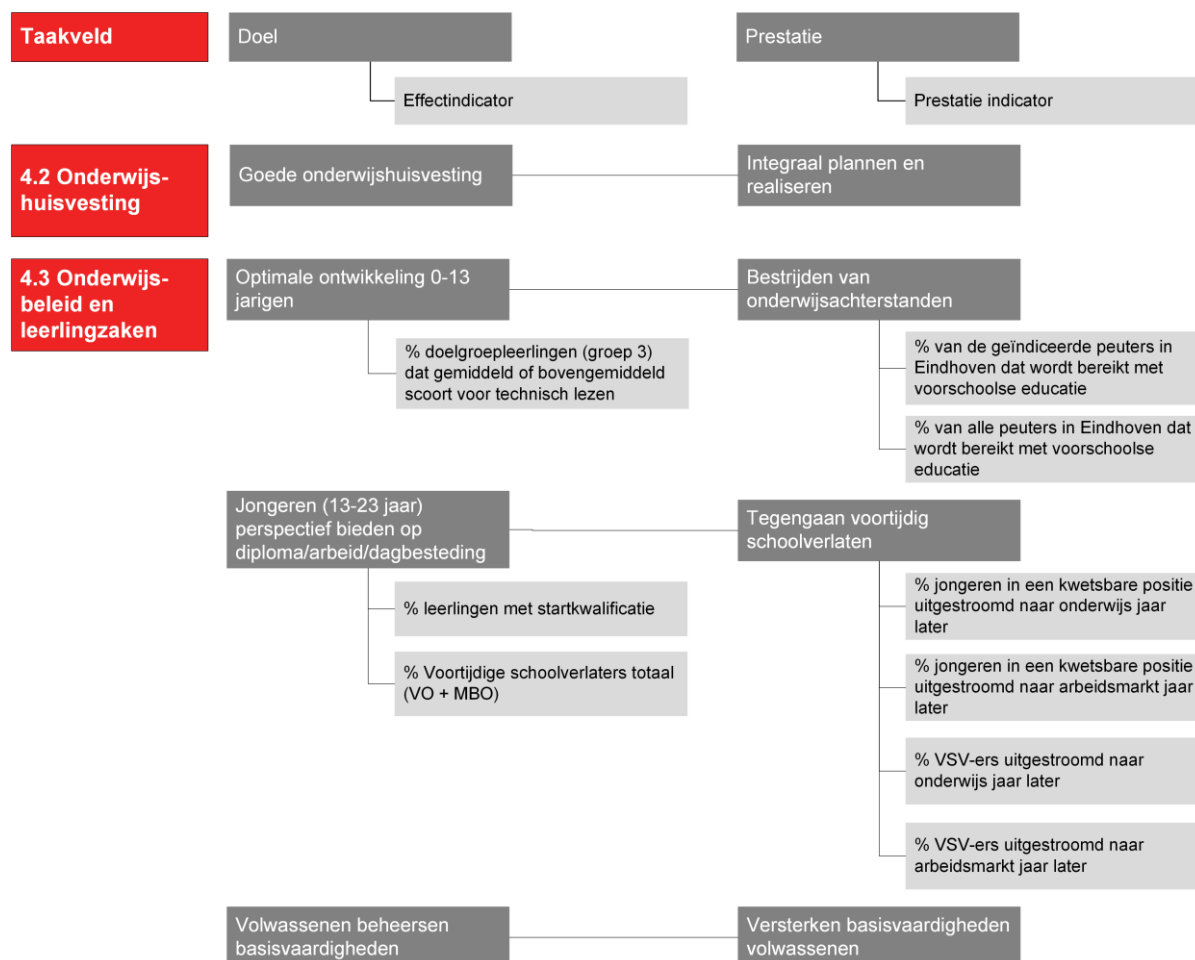 Taakveld
Doel
Prestatie
Effectindicator
Prestatie indicator
4.2 Onderwijs-
huisvesting
Goede onderwijshuisvesting
Integraal plannen en
realiseren
4.3 Onderwijs-
beleid en
leerlingzaken
Optimale ontwikkeling 0-13
jarigen
Bestrijden van
onderwijsachterstanden
% doelgroepleerlingen (groep 3)
dat gemiddeld of bovengemiddeld
scoort voor technisch lezen
% van de geïndiceerde peuters in
Eindhoven dat wordt bereikt met
voorschoolse educatie
% van alle peuters in Eindhoven dat
wordt bereikt met voorschoolse
educatie
Jongeren (13-23 jaar)
perspectief bieden op
diploma/arbeid/dagbesteding
Tegengaan voortijdig
schoolverlaten
% leerlingen met startkwalificatie
% Voortijdige schoolverlaters totaal
(VO + MBO)
% jongeren in een kwetsbare positie
uitgestroomd naar onderwijs jaar
later
% jongeren in een kwetsbare positie
uitgestroomd naar arbeidsmarkt jaar
later
% VSV-ers uitgestroomd naar
onderwijs jaar later
% VSV-ers uitgestroomd naar
arbeidsmarkt jaar later
Volwassenen beheersen
basisvaardigheden
Versterken basisvaardigheden
volwassenen